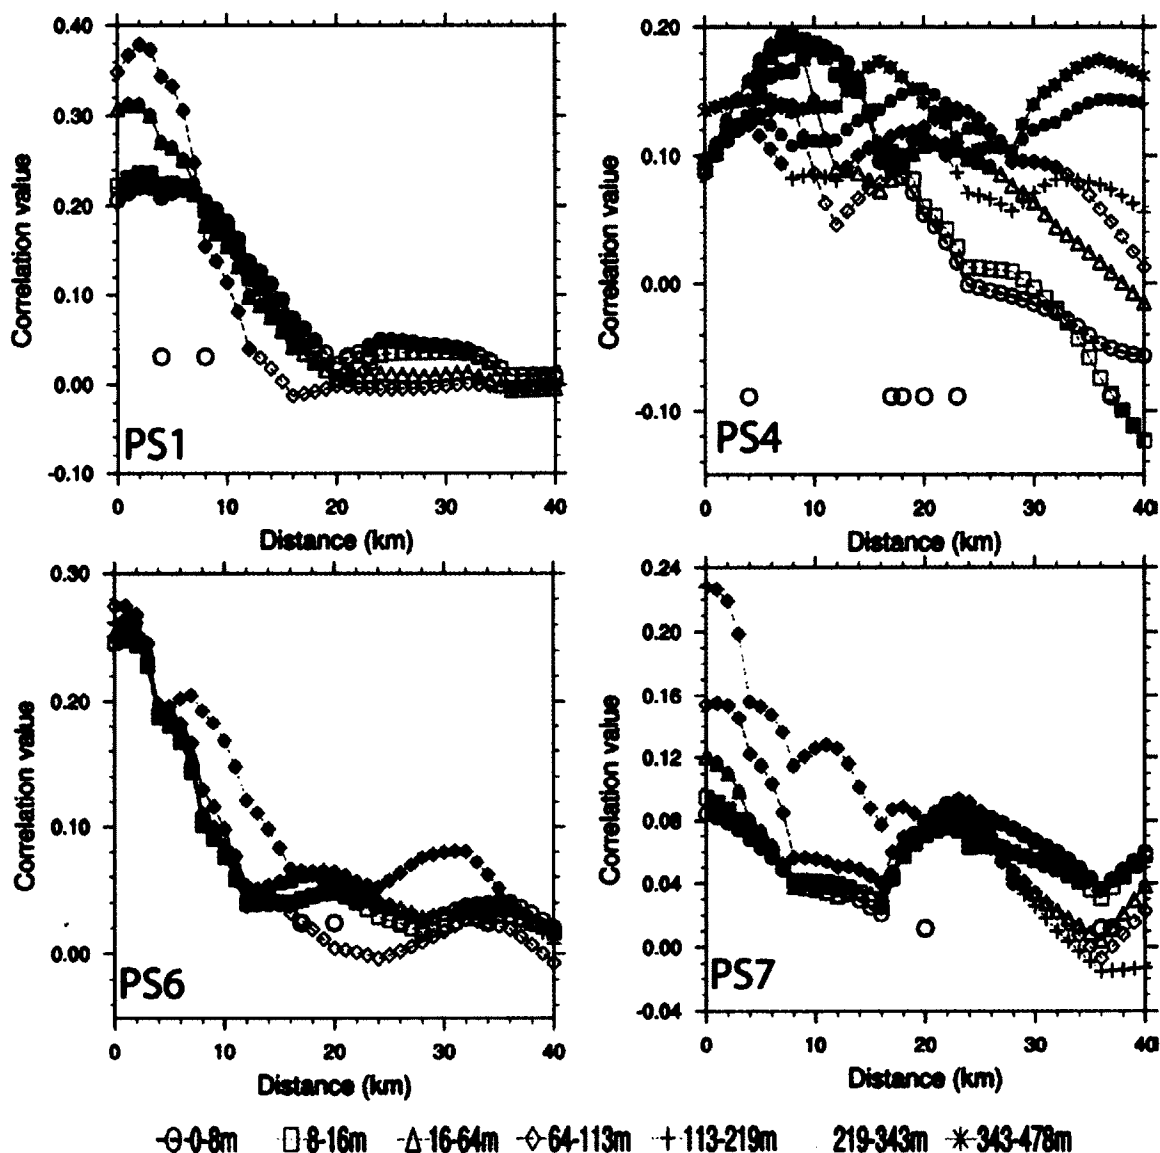 0.40
0.30
0.20
0.10
0.00
-0.10
Correlation value
PS1
0 10 20 30 40
Distance (km)
0.20
0.10
0.00
-0.10
Correlation value
PS4
0 10 20 30 40
Distance (km)
0.30
0.20
0.10
0.00
Correlation value
PS6
0 10 20 30 40
Distance (km)
0.24
0.20
0.16
0.12
0.08
0.04
0.00
-0.04
Correlation value
PS7
0 10 20 30 40
Distance (km)
0-8m 8-16m 16-64m 64-113m 113-219m 219-343m 343-478m